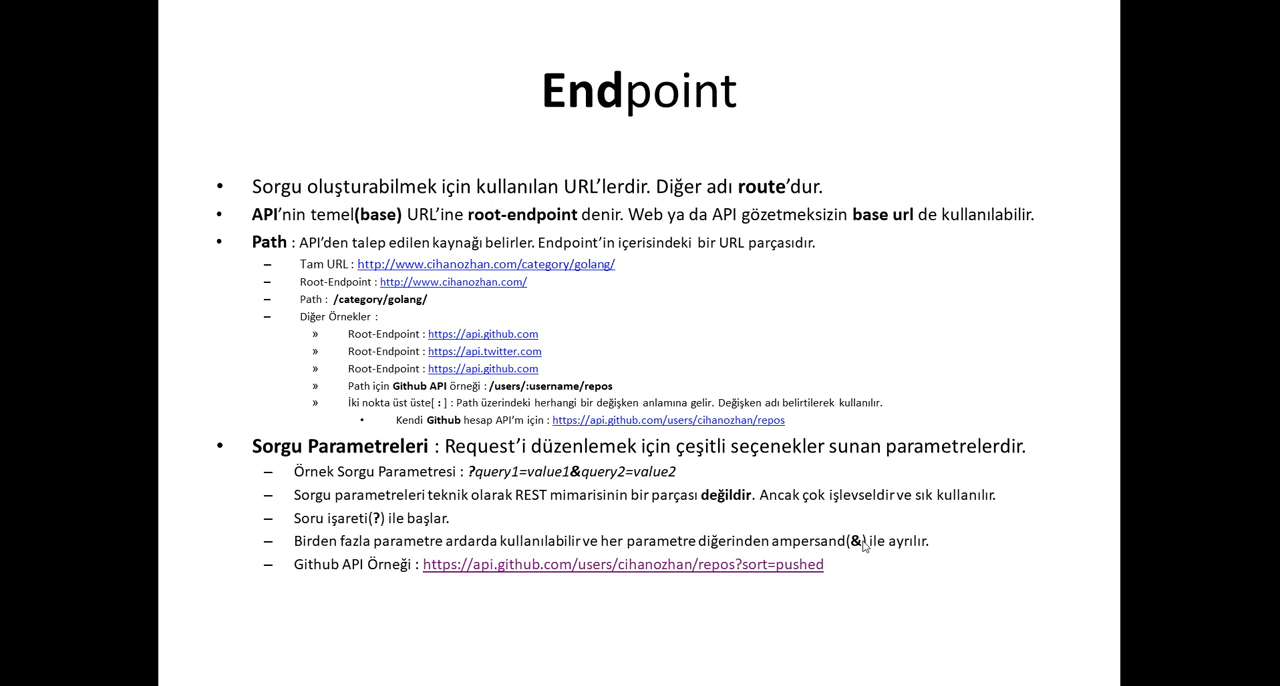 Endpoint
• Sorgu oluşturabilmek için kullanılan URL’lerdir. Diğer adı route’dur.
• API’nin temel(base) URL’ine root-endpoint denir. Web ya da API gözetmeksizin base url de kullanılabilir.
• Path : API’den talep edilen kaynağı belirler. Endpoint’in içerisindeki bir URL parçasıdır.
– Tam URL : http://www.cihanozhan.com/category/golang/
– Root-Endpoint : http://www.cihanozhan.com/
– Path : /category/golang/
– Diğer Örnekler :
» Root-Endpoint : https://api.github.com
» Root-Endpoint : https://api.twitter.com
» Root-Endpoint : https://api.github.com
» Path için Github API örneği : /users/:username/repos
» İki nokta üst üste[ : ] : Path üzerindeki herhangi bir değişken anlamına gelir. Değişken adı belirtilerek kullanılır.
• Kendi Github hesap API’m için : https://api.github.com/users/cihanozhan/repos
• Sorgu Parametreleri : Request’i düzenlemek için çeşitli seçenekler sunan parametrelerdir.
– Örnek Sorgu Parametresi : ?query1=value1&query2=value2
– Sorgu parametreleri teknik olarak REST mimarisinin bir parçası değildir. Ancak çok işlevseldir ve sık kullanılır.
– Soru işareti(?) ile başlar.
– Birden fazla parametre ardarda kullanılabilir ve her parametre diğerinden ampersand(&) ile ayrılır.
– Github API Örneği : https://api.github.com/users/cihanozhan/repos?sort=pushed